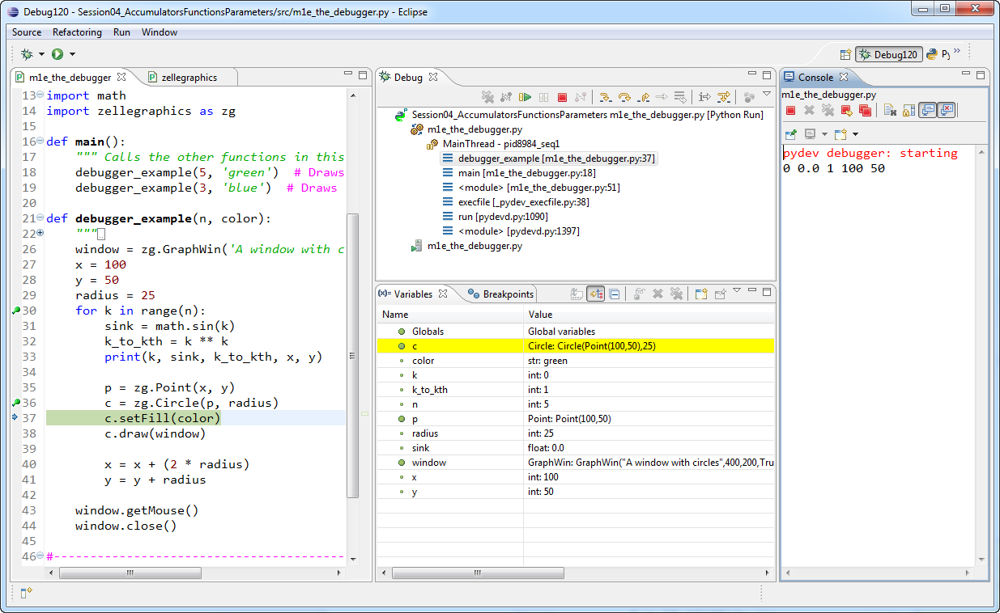 Debug120 - Session04_AccumulatorsFunctionsParameters/src/m1e_the_debugger.py - Eclipse
Source Refactoring Run Window
Debug120 Py »
m1e_the_debugger zellegraphics
13 import math
14 import zellegraphics as zg
15
16 def main():
17 """ Calls the other functions in this
18 debugger_example(5, 'green') # Draws
19 debugger_example(3, 'blue') # Draws
20
21 def debugger_example(n, color):
22 """..
26 window = zg.GraphWin('A window with c
27 x = 100
28 y = 50
29 radius = 25
30 for k in range(n):
31 sink = math.sin(k)
32 k_to_kth = k ** k
33 print(k, sink, k_to_kth, x, y)
34
35 p = zg.Point(x, y)
36 c = zg.Circle(p, radius)
37 c.setFill(color)
38 c.draw(window)
39
40 x = x + (2 * radius)
41 y = y + radius
42
43 window.getMouse()
44 window.close()
45
46 #----------------------------------------
Debug
Session04_AccumulatorsFunctionsParameters m1e_the_debugger.py [Python Run]
m1e_the_debugger.py
MainThread - pid8984_seq1
debugger_example [m1e_the_debugger.py:37]
main [m1e_the_debugger.py:18]
<module> [m1e_the_debugger.py:51]
execfile [_pydev_execfile.py:38]
run [pydevd.py:1090]
<module> [pydevd.py:1397]
m1e_the_debugger.py
(x)= Variables Breakpoints
Name Value
Globals Global variables
c Circle: Circle(Point(100,50),25)
color str: green
k int: 0
k_to_kth int: 1
n int: 5
p Point: Point(100,50)
radius int: 25
sink float: 0.0
window GraphWin: GraphWin("A window with circles",400,200,Tru
x int: 100
y int: 50
Console
m1e_the_debugger.py
pydev debugger: starting
0 0.0 1 100 50